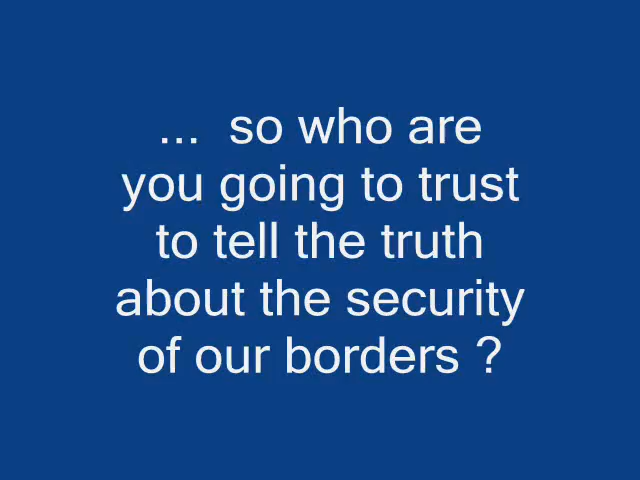 ...  so who are
you going to trust
to tell the truth
about the security
of our borders ?